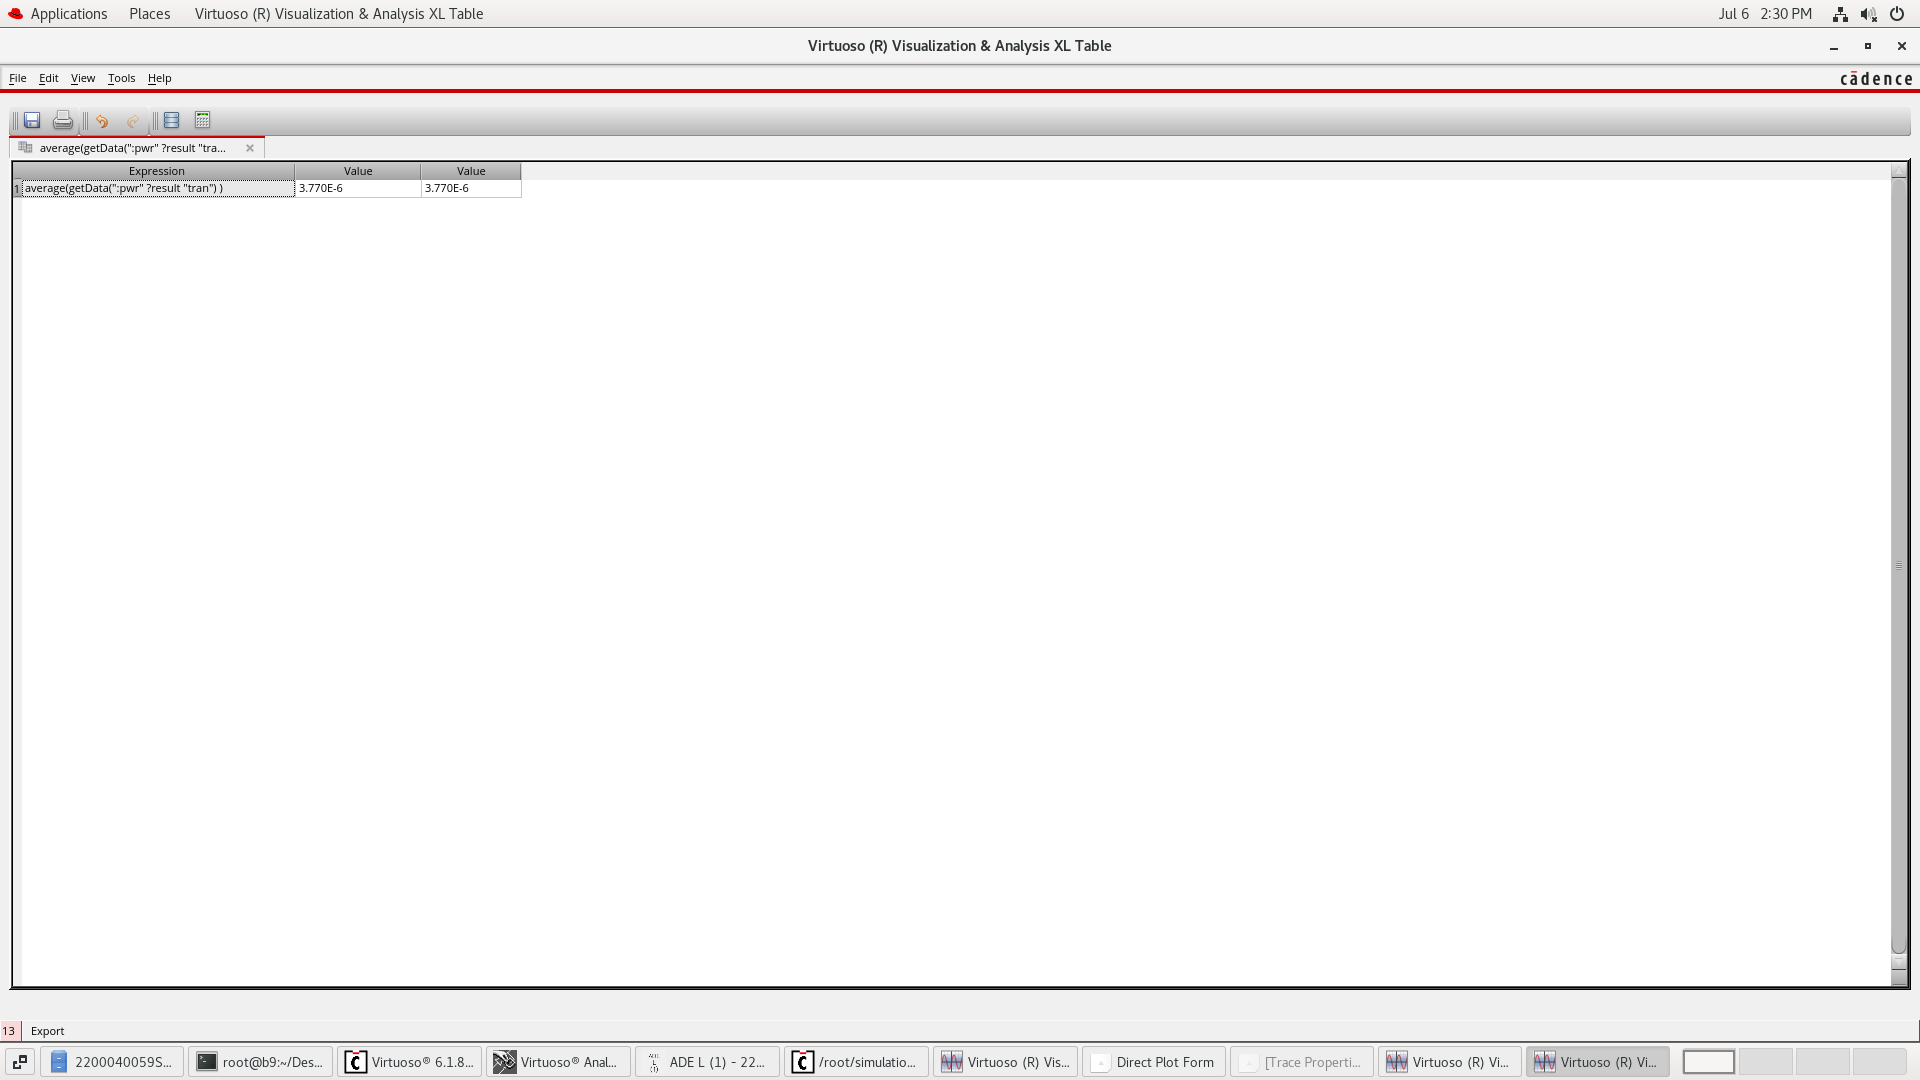 Applications Places Virtuoso (R) Visualization & Analysis XL Table Jul 6 2:30 PM
Virtuoso (R) Visualization & Analysis XL Table
File Edit View Tools Help cādence
average(getData(":pwr" ?result "tra...
Expression Value Value
1 average(getData(":pwr" ?result "tran") ) 3.770E-6 3.770E-6
13 Export
2200040059S... root@b9:~/Des... Virtuoso® 6.1.8... Virtuoso® Anal... ADE L (1) - 22... /root/simulatio... Virtuoso (R) Vis... Direct Plot Form [Trace Properti... Virtuoso (R) Vi... Virtuoso (R) Vi...